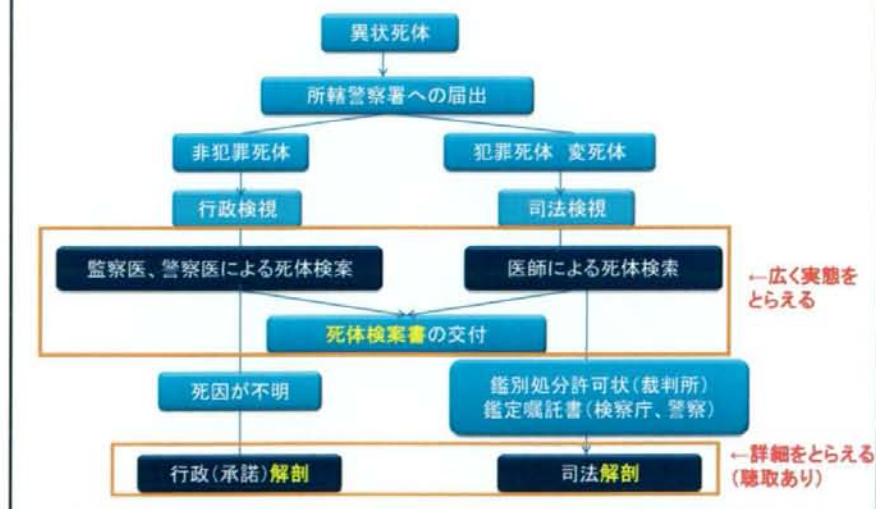 異状死体
所轄警察署への届出
非犯罪死体
犯罪死体 変死体
行政検視
司法検視
監察医、警察医による死体検案
医師による死体検索
←広く実態を
とらえる
死体検案書の交付
死因が不明
鑑別処分許可状(裁判所)
鑑定嘱託書(検察庁、警察)
←詳細をとらえる
(聴取あり)
行政(承諾)解剖
司法解剖